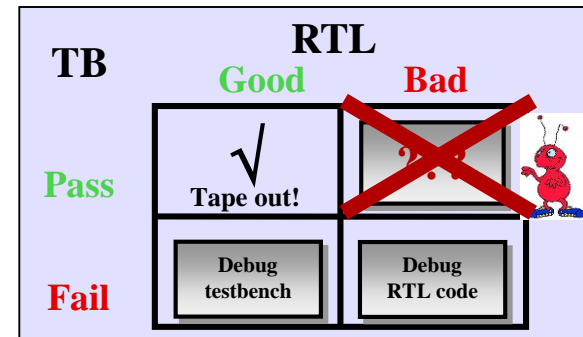 RTL
TB
Good Bad
Pass
√
Tape out!
Fail
Debug
testbench
Debug
RTL code